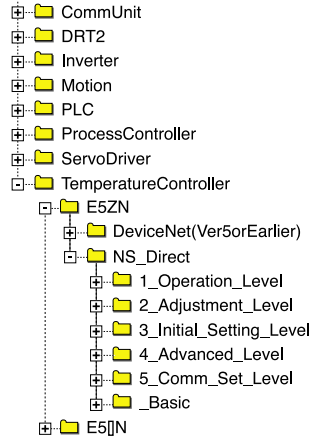 CommUnit
DRT2
Inverter
Motion
PLC
ProcessController
ServoDriver
TemperatureController
E5ZN
DeviceNet(Ver5orEarlier)
NS_Direct
1_Operation_Level
2_Adjustment_Level
3_Initial_Setting_Level
4_Advanced_Level
5_Comm_Set_Level
_Basic
E5[]N